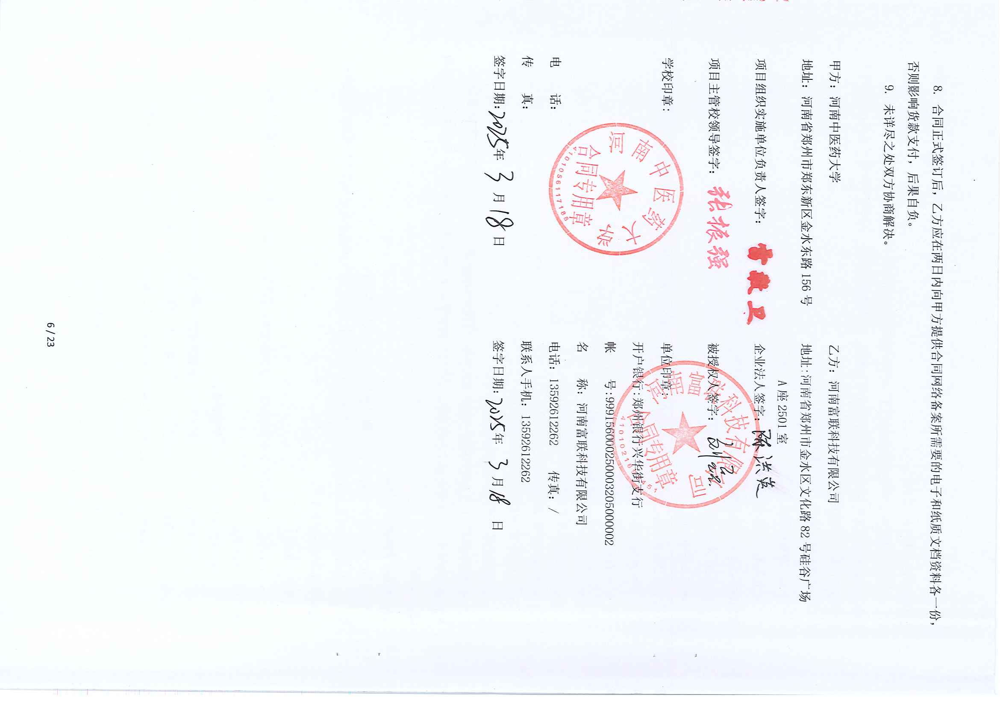 8. 合同正式签订后，乙方应在两日内向甲方提供合同网络备案所需要的电子和纸质文档资料各一份，
否则影响货款支付，后果自负。
9. 未详尽之处双方协商解决。
甲方：河南中医药大学
地址：河南省郑州市郑东新区金水东路 156 号
项目组织实施单位负责人签字：
项目主管校领导签字：张振强
学校印章：
河南中医药大学
合同专用章
4101056117188
电 话：
传 真：
签字日期：2025年 3 月 18 日
乙方：河南富联科技有限公司
地址:河南省郑州市金水区文化路 82 号硅谷广场
A 座 2501 室
企业法人签字：陈洪
被授权人签字：
单位印章：
河南富联科技有限公司
合同专用章
开户银行:郑州银行兴华街支行
帐 号:999156000250003205000002
名 称：河南富联科技有限公司
电话：13592612262 传真：/
联系人手机：13592612262
签字日期：2025年 3 月 18 日
6 / 23